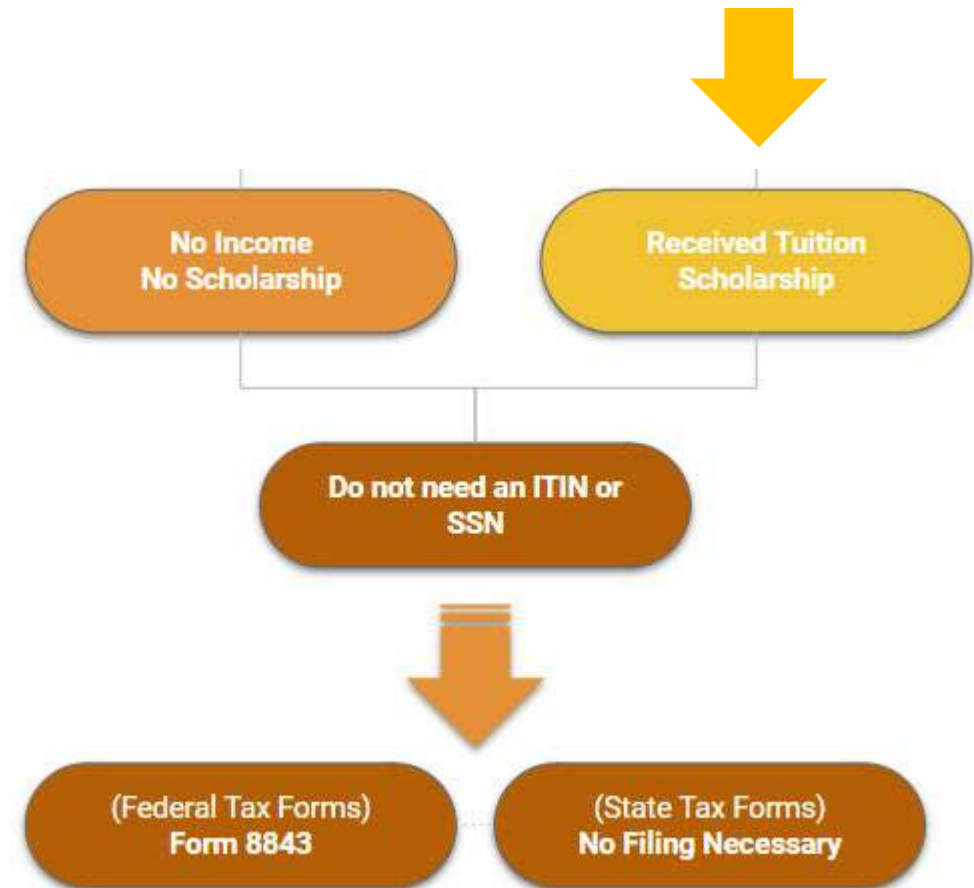 No Income
No Scholarship
Received Tuition
Scholarship
Do not need an ITIN or
SSN
(Federal Tax Forms)
Form 8843
(State Tax Forms)
No Filing Necessary